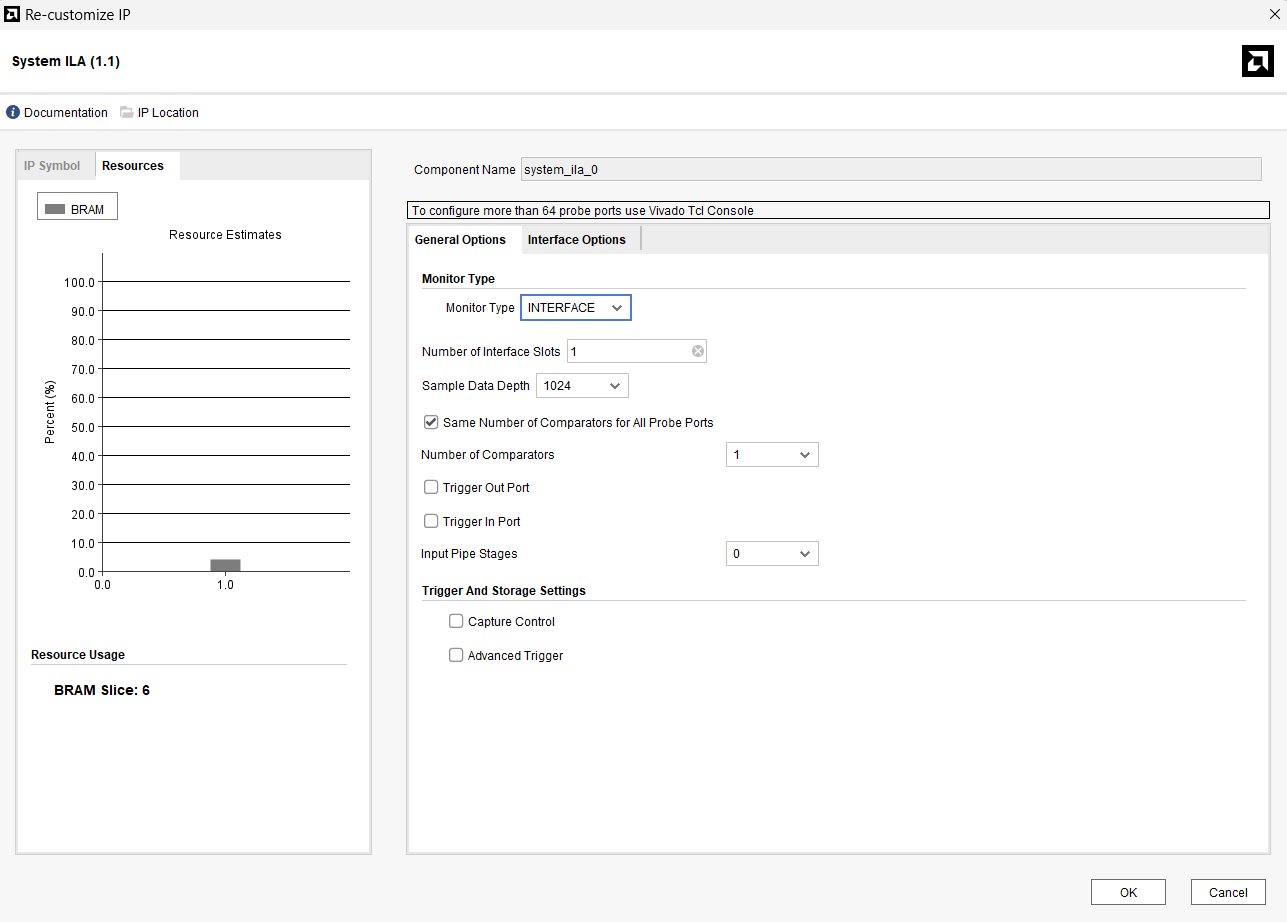 Re-customize IP
System ILA (1.1)
Documentation
IP Location
IP Symbol
Resources
BRAM
Resource Estimates
Percent (%)
100.0
90.0
80.0
70.0
60.0
50.0
40.0
30.0
20.0
10.0
0.0
0.0
1.0
Resource Usage
BRAM Slice: 6
Component Name system_ila_0
To configure more than 64 probe ports use Vivado Tcl Console
General Options
Interface Options
Monitor Type
Monitor Type INTERFACE
Number of Interface Slots 1
Sample Data Depth 1024
Same Number of Comparators for All Probe Ports
Number of Comparators 1
Trigger Out Port
Trigger In Port
Input Pipe Stages 0
Trigger And Storage Settings
Capture Control
Advanced Trigger
OK
Cancel